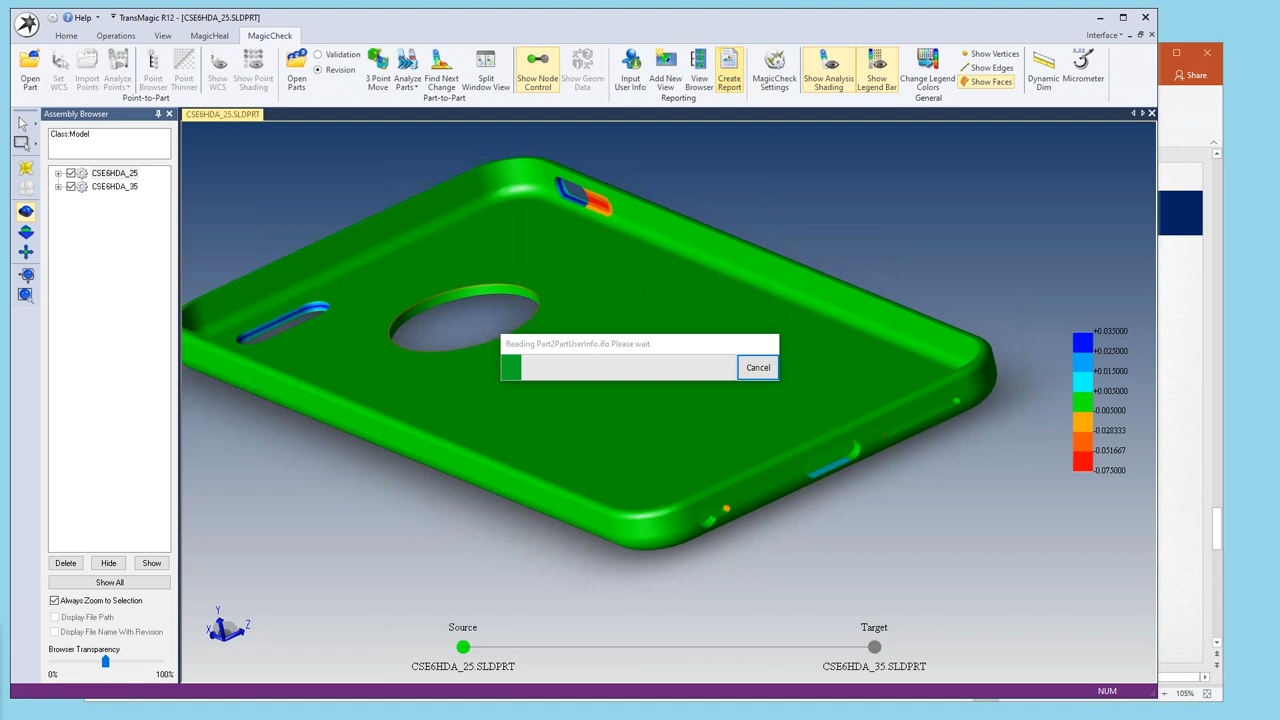 Help
TransMagic R12 - [CSE6HDA_25.SLDPRT]
Home
Operations
View
MagicHeal
MagicCheck
Interface
Open Part
Set WCS
Import Points
Analyze Points
Point-to-Part
Point Browser
Point Thinner
Show WCS
Show Point Shading
Open Parts
Validation
Revision
3 Point Move
Analyze Parts
Find Next Change
Split Window View
Part-to-Part
Show Node Control
Show Geom Data
Input User Info
Add New View
View Browser
Create Report
Reporting
MagicCheck Settings
Show Analysis Shading
Show Legend Bar
Change Legend Colors
Show Vertices
Show Edges
Show Faces
General
Dynamic Dim
Micrometer
Share
Assembly Browser
CSE6HDA_25.SLDPRT
Class:Model
CSE6HDA_25
CSE6HDA_35
Reading Part2PartUserInfo.ifo Please wait
Cancel
+0.035000
+0.025000
+0.015000
+0.005000
-0.005000
-0.028333
-0.051667
-0.075000
Delete
Hide
Show
Show All
Always Zoom to Selection
Display File Path
Display File Name With Revision
Browser Transparency
0%
100%
Y
X
Z
Source
Target
CSE6HDA_25.SLDPRT
CSE6HDA_35.SLDPRT
NUM
105%